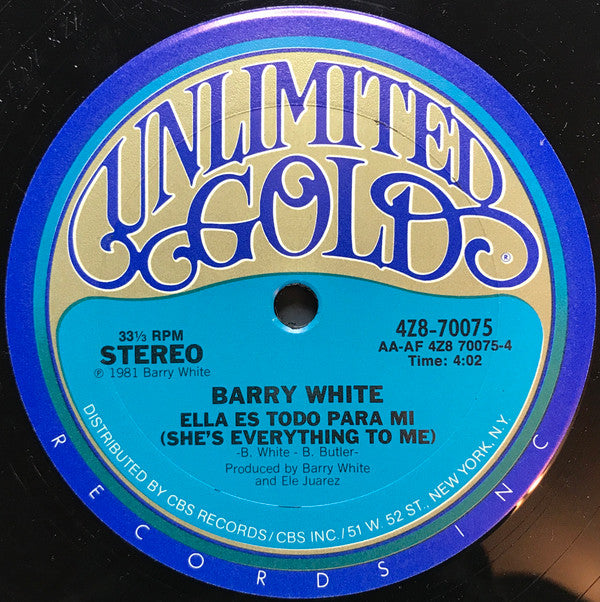 UNLIMITED
GOLD®
33⅓ RPM
STEREO
℗ 1981 Barry White
4Z8-70075
AA-AF 4Z8 70075-4
Time: 4:02
BARRY WHITE
ELLA ES TODO PARA MI
(SHE'S EVERYTHING TO ME)
-B. White - B. Butler-
Produced by Barry White
and Ele Juarez
DISTRIBUTED BY CBS RECORDS/CBS INC./51 W. 52 ST., NEW YORK, N.Y.
RECORDS INC